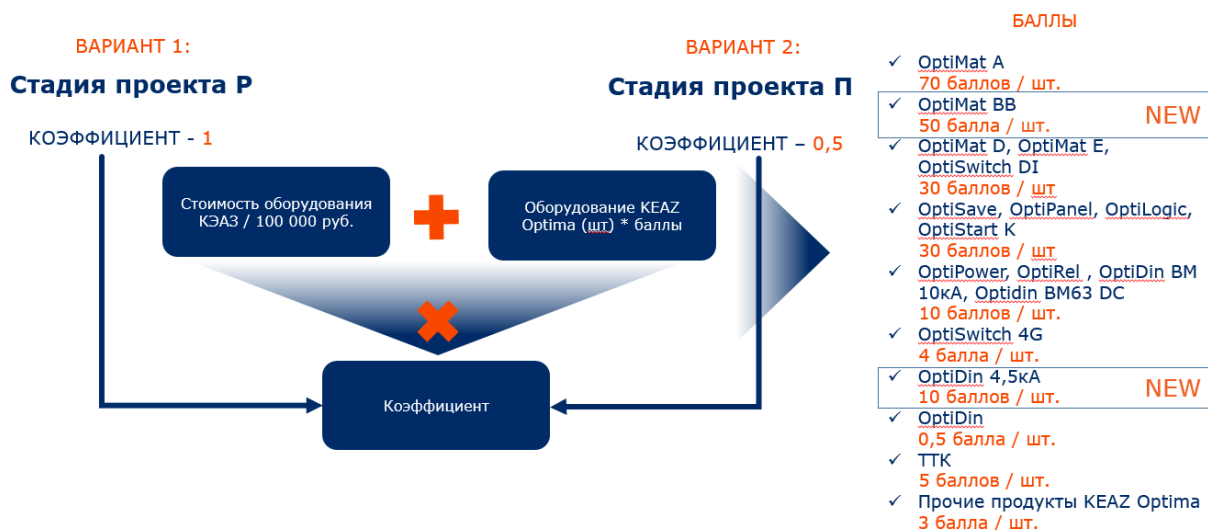 ВАРИАНТ 1:
Стадия проекта Р
КОЭФФИЦИЕНТ - 1
ВАРИАНТ 2:
Стадия проекта П
КОЭФФИЦИЕНТ – 0,5
Стоимость оборудования
КЭАЗ / 100 000 руб.
Оборудование KEAZ
Optima (шт) * баллы
Коэффициент
БАЛЛЫ
✓ OptiMat A
70 баллов / шт.
✓ OptiMat BB
50 балла / шт.
NEW
✓ OptiMat D, OptiMat E,
OptiSwitch DI
30 баллов / шт
✓ OptiSave, OptiPanel, OptiLogic,
OptiStart K
30 баллов / шт
✓ OptiPower, OptiRel , OptiDin BM
10кА, Optidin BM63 DC
10 баллов / шт.
✓ OptiSwitch 4G
4 балла / шт.
✓ OptiDin 4,5кА
10 баллов / шт.
NEW
✓ OptiDin
0,5 балла / шт.
✓ ТТК
5 баллов / шт.
✓ Прочие продукты KEAZ Optima
3 балла / шт.